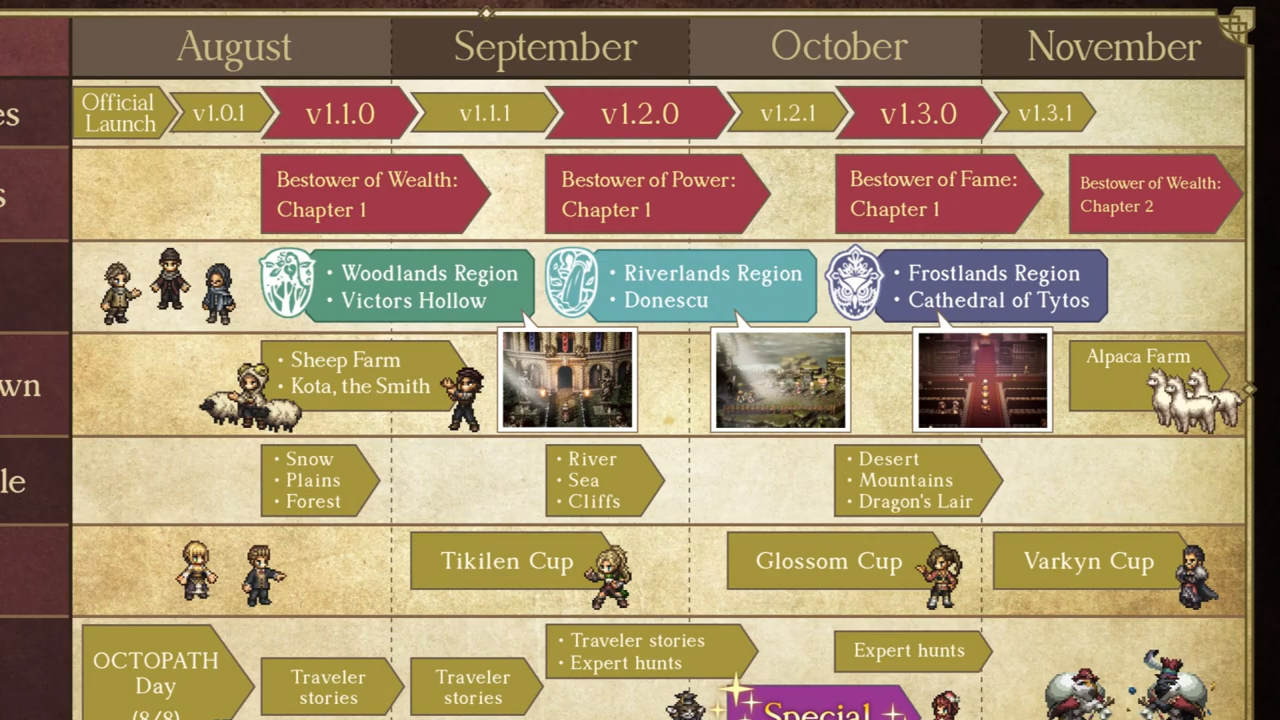 August
September
October
November
es
Official
Launch
v1.0.1
v1.1.0
v1.1.1
v1.2.0
v1.2.1
v1.3.0
v1.3.1
s
Bestower of Wealth:
Chapter 1
Bestower of Power:
Chapter 1
Bestower of Fame:
Chapter 1
Bestower of Wealth:
Chapter 2
• Woodlands Region
• Victors Hollow
• Riverlands Region
• Donescu
• Frostlands Region
• Cathedral of Tytos
wn
• Sheep Farm
• Kota, the Smith
Alpaca Farm
le
• Snow
• Plains
• Forest
• River
• Sea
• Cliffs
• Desert
• Mountains
• Dragon's Lair
Tikilen Cup
Glossom Cup
Varkyn Cup
OCTOPATH
Day
(8/8)
Traveler
stories
Traveler
stories
• Traveler stories
• Expert hunts
Expert hunts
Special